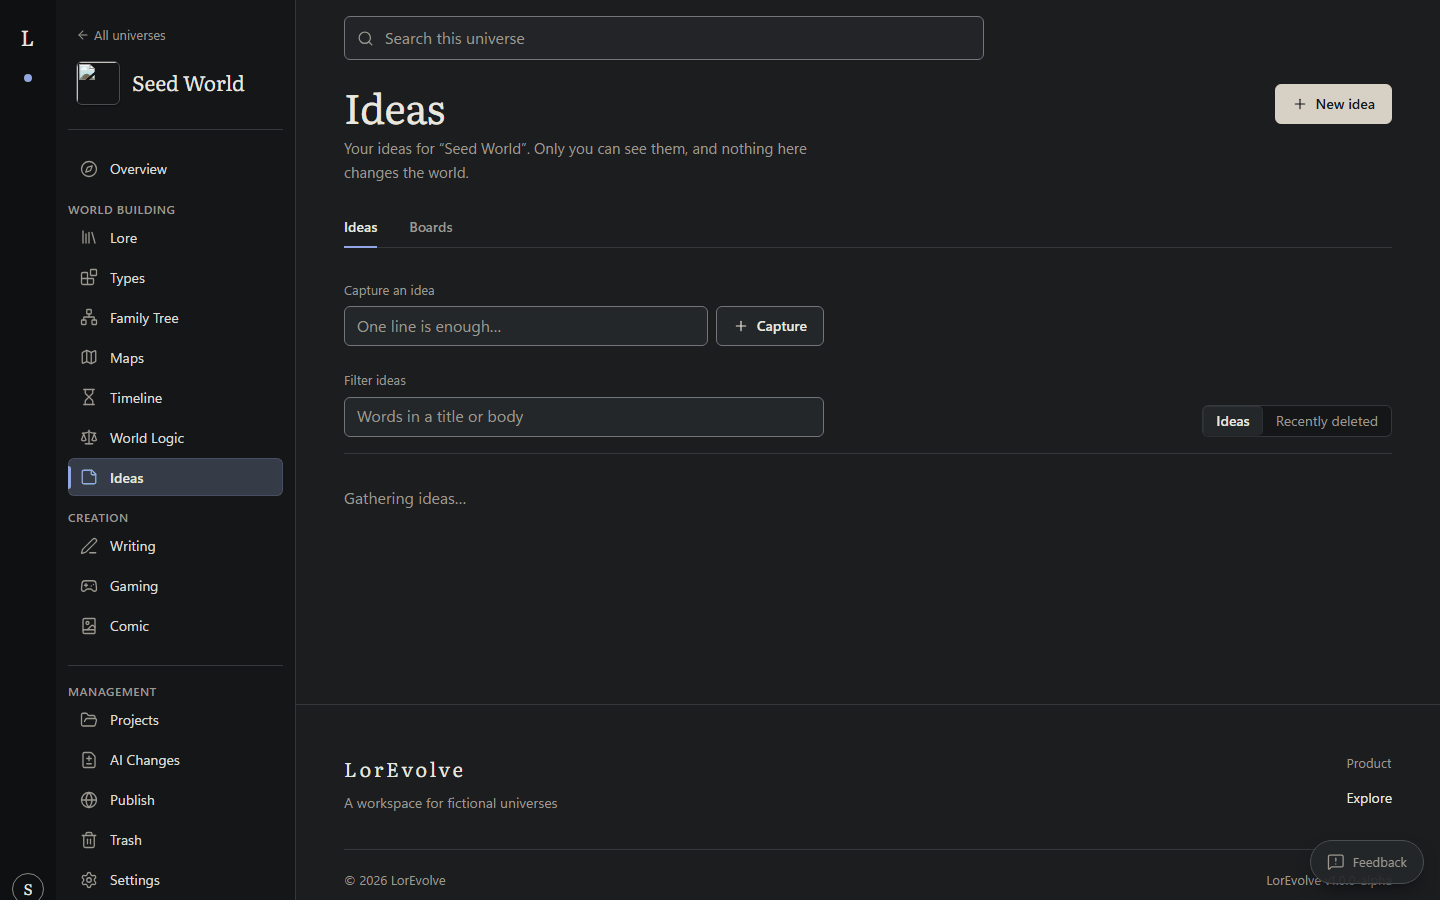 L
All universes
Seed World
Overview
WORLD BUILDING
Lore
Types
Family Tree
Maps
Timeline
World Logic
Ideas
CREATION
Writing
Gaming
Comic
MANAGEMENT
Projects
AI Changes
Publish
Trash
Settings
S
Search this universe
Ideas
New idea
Your ideas for “Seed World”. Only you can see them, and nothing here
changes the world.
Ideas Boards
Capture an idea
One line is enough...
Capture
Filter ideas
Words in a title or body
Ideas Recently deleted
Gathering ideas...
LorEvolve
A workspace for fictional universes
Product
Explore
Feedback
© 2026 LorEvolve
LorEvolve v1.0.0-alpha